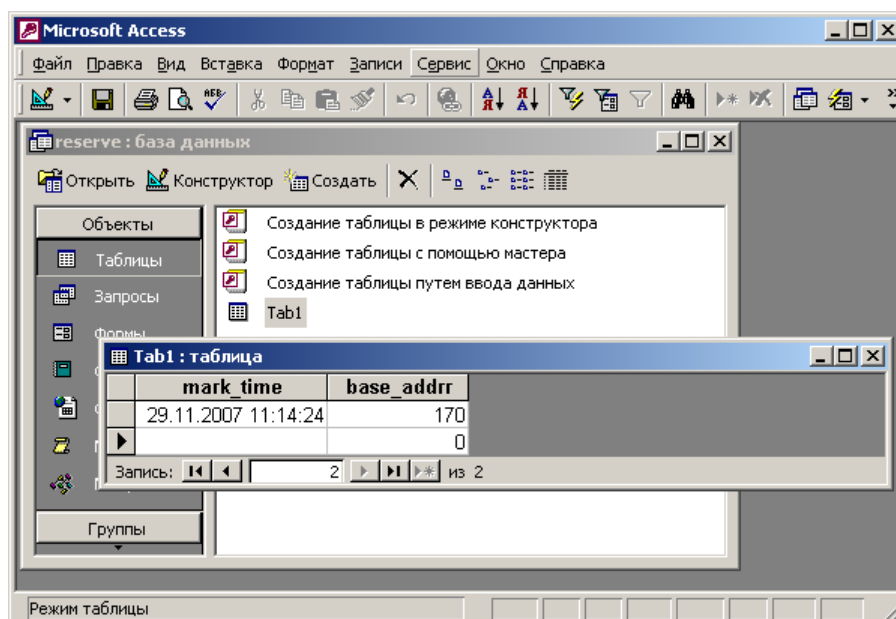 Microsoft Access
Файл Правка Вид Вставка Формат Записи Сервис Окно Справка
reserve : база данных
Открыть Конструктор Создать
Объекты
Таблицы
Запросы
Формы
Группы
Создание таблицы в режиме конструктора
Создание таблицы с помощью мастера
Создание таблицы путем ввода данных
Tab1
Tab1 : таблица
mark_time base_addrr
29.11.2007 11:14:24 170
0
Запись: 2 из 2
Режим таблицы